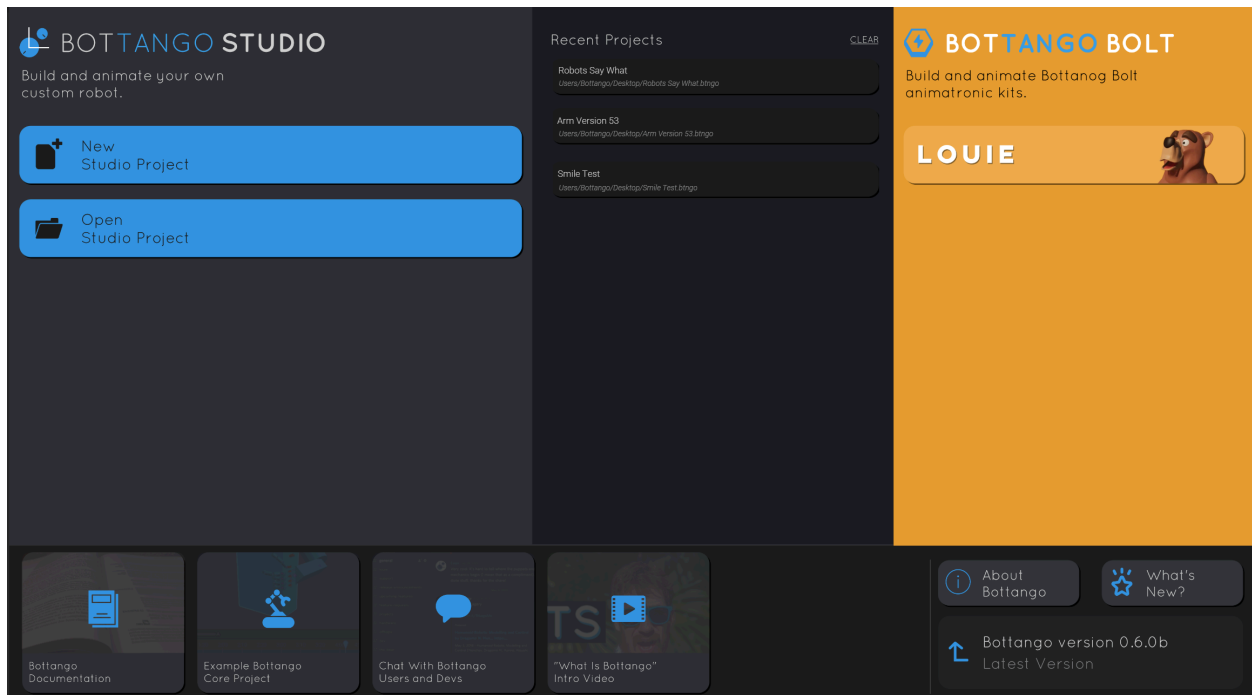 BOTTANGO STUDIO
Build and animate your own
custom robot.
New
Studio Project
Open
Studio Project
Recent Projects
CLEAR
Robots Say What
Users/Bottango/Desktop/Robots Say What.btngo
Arm Version 53
Users/Bottango/Desktop/Arm Version 53.btngo
Smile Test
Users/Bottango/Desktop/Smile Test.btngo
BOTTANGO BOLT
Build and animate Bottanog Bolt
animatronic kits.
LOUIE
Bottango
Documentation
Example Bottango
Core Project
Chat With Bottango
Users and Devs
TS
"What Is Bottango"
Intro Video
About
Bottango
What's
New?
Bottango version 0.6.0b
Latest Version